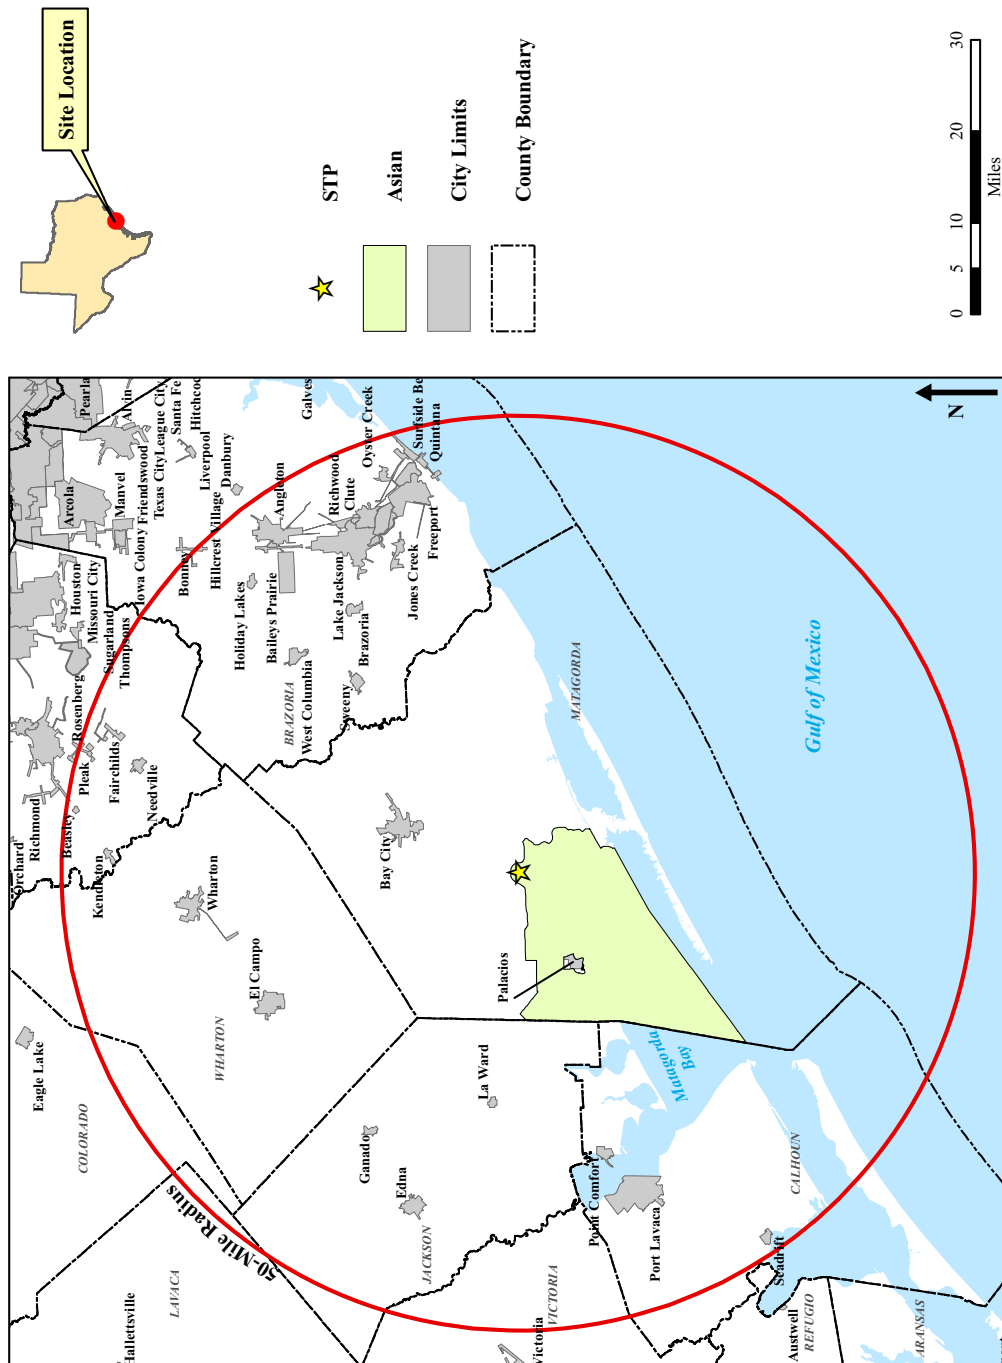 Site Location
STP
Asian
City Limits
County Boundary
0 5 10 20 30
Miles
N
50-Mile Radius
Orchard
Richmond
Rosenberg
Beasley
Pleak
Fairchilds
Needville
Kendleton
Houston
Missouri City
Sugarland
Thompsons
Arcola
Pearla
Manvel
Alvin
Iowa Colony
Friendswood
Texas City
League City
Santa Fe
Hitchcoc
Liverpool
Danbury
Bonney
Hillcrest Village
Angleton
Holiday Lakes
Baileys Prairie
Richwood
Clute
Lake Jackson
Brazoria
Jones Creek
Freeport
Oyster Creek
Surfside Be
Quintana
Galves
BRAZORIA
West Columbia
Sweeny
Wharton
El Campo
WHARTON
Eagle Lake
COLORADO
Bay City
MATAGORDA
Palacios
Gulf of Mexico
Matagorda
Bay
La Ward
Ganado
Edna
JACKSON
Point Comfort
Port Lavaca
CALHOUN
Seadrift
Austwell
REFUGIO
ARANSAS
VICTORIA
Victoria
LAVACA
Hallettsville